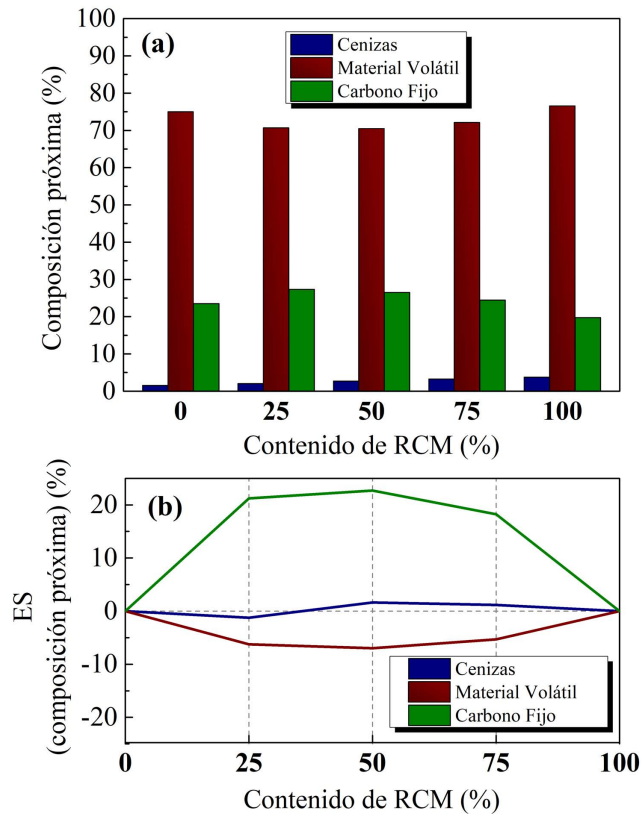 (a)
Cenizas
Material Volátil
Carbono Fijo
Composición próxima (%)
100
90
80
70
60
50
40
30
20
10
0
0 25 50 75 100
Contenido de RCM (%)
(b)
ES
(composición próxima) (%)
20
10
0
-10
-20
Cenizas
Material Volátil
Carbono Fijo
0 25 50 75 100
Contenido de RCM (%)